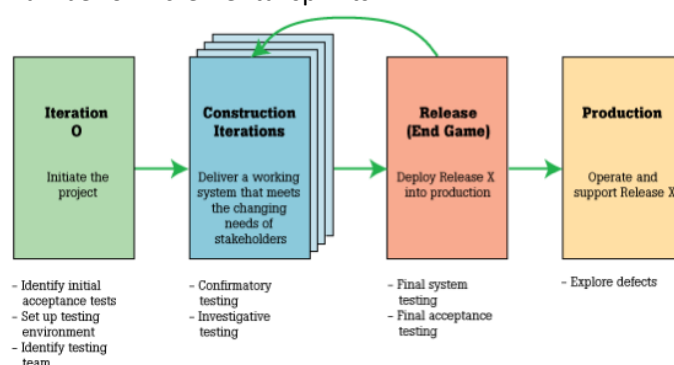 Iteration
O
Initiate the
project
Construction
Iterations
Deliver a working
system that meets
the changing
needs of
stakeholders
Release
(End Game)
Deploy Release X
into production
Production
Operate and
support Release X
– Identify initial
acceptance tests
– Set up testing
environment
– Identify testing
team
– Confirmatory
testing
– Investigative
testing
– Final system
testing
– Final acceptance
testing
– Explore defects